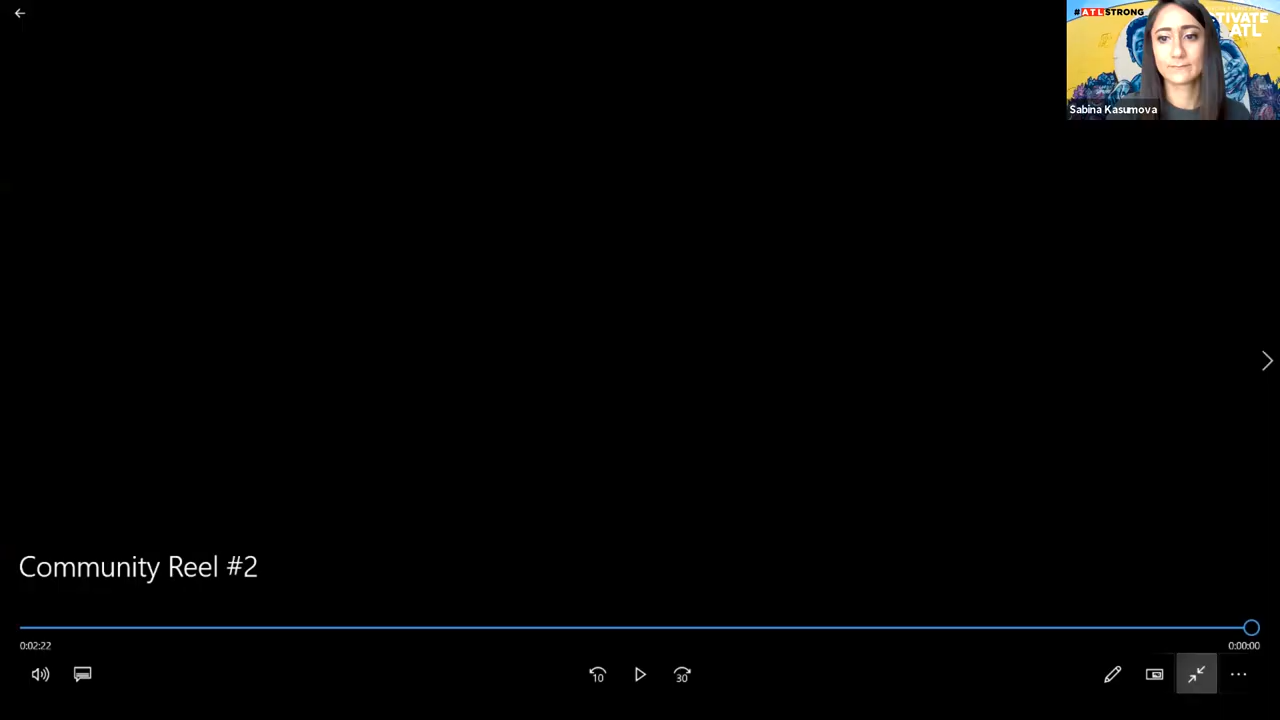 #ATLSTRONG
TIVATE
ATL
Sabina Kasumova
Community Reel #2
0:02:22
0:00:00
10
30